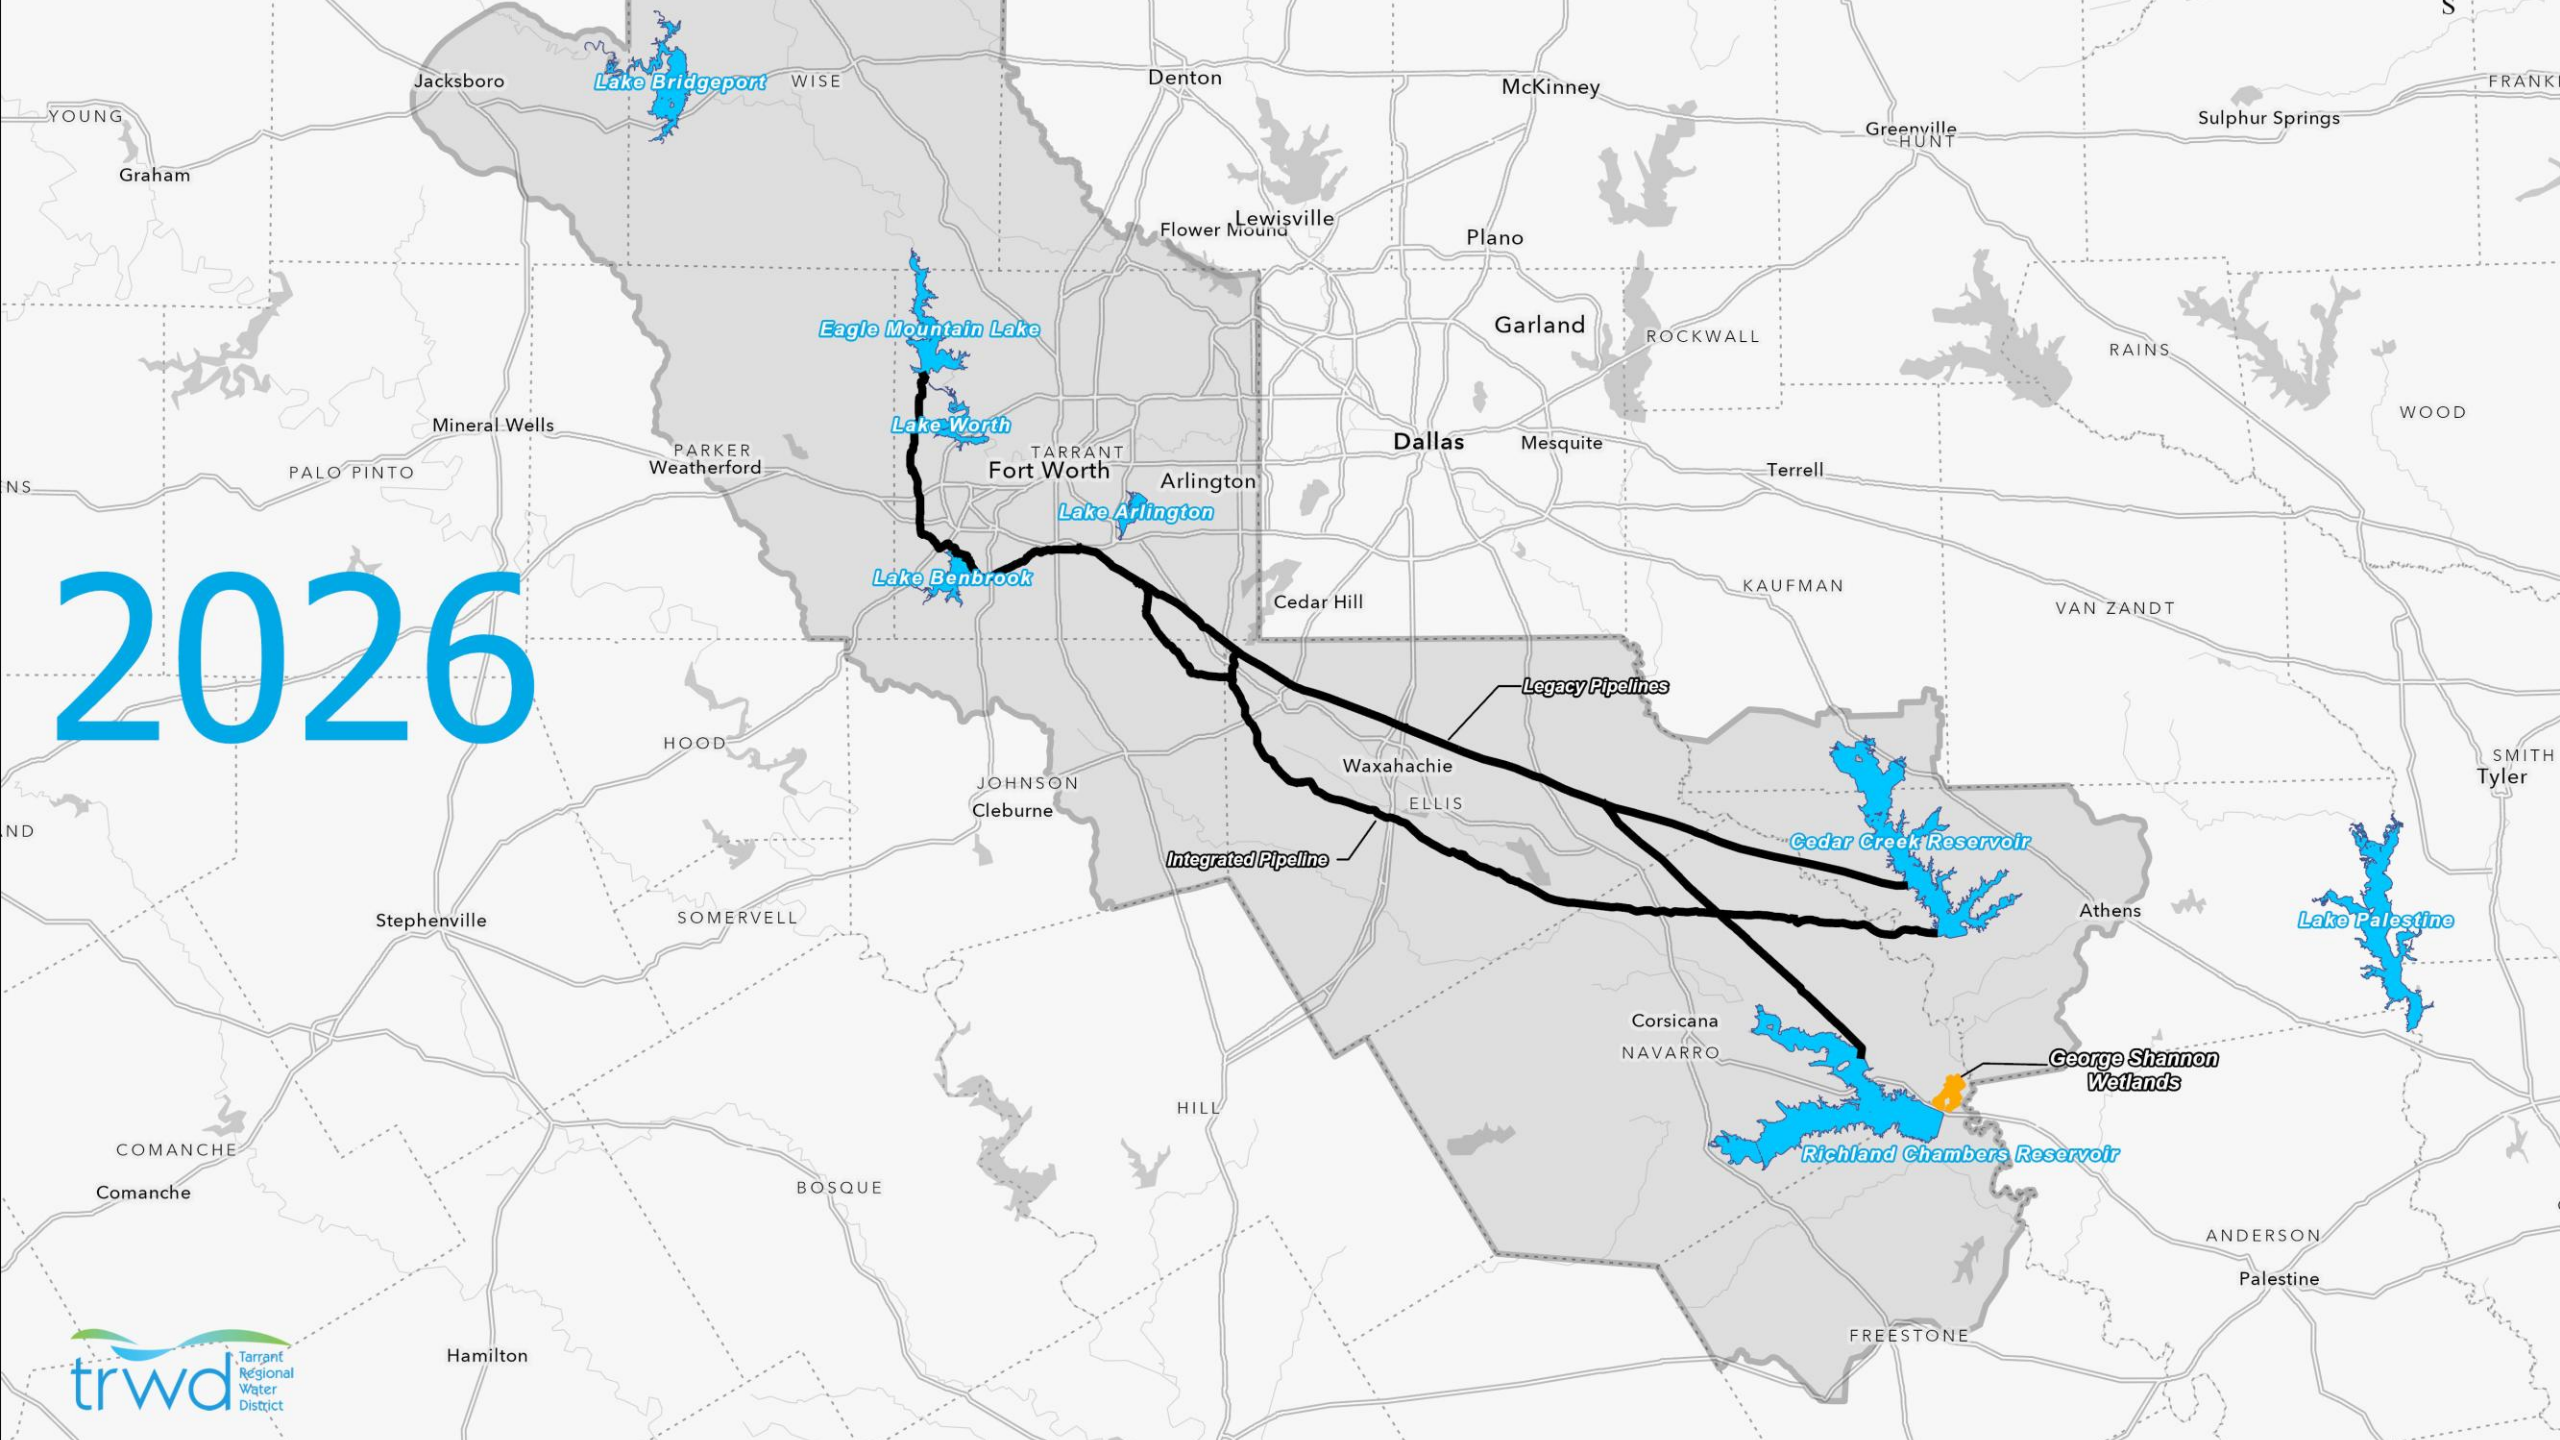 S
Jacksboro
Lake Bridgeport
WISE
Denton
McKinney
FRANKI
YOUNG
Graham
Greenville
HUNT
Sulphur Springs
Lewisville
Flower Mound
Plano
Eagle Mountain Lake
Garland
ROCKWALL
RAINS
WOOD
Mineral Wells
Lake Worth
PARKER
Weatherford
TARRANT
Fort Worth
Arlington
Dallas
Mesquite
Terrell
PALO PINTO
NS
Lake Arlington
Lake Benbrook
Cedar Hill
KAUFMAN
VAN ZANDT
2026
Legacy Pipelines
HOOD
Waxahachie
SMITH
Tyler
JOHNSON
Cleburne
ELLIS
ND
Cedar Creek Reservoir
Integrated Pipeline
Stephenville
SOMERVELL
Athens
Lake Palestine
Corsicana
NAVARRO
George Shannon
Wetlands
HILL
COMANCHE
Comanche
BOSQUE
Richland Chambers Reservoir
ANDERSON
Palestine
FREESTONE
Hamilton
trwd
Tarrant
Regional
Water
District